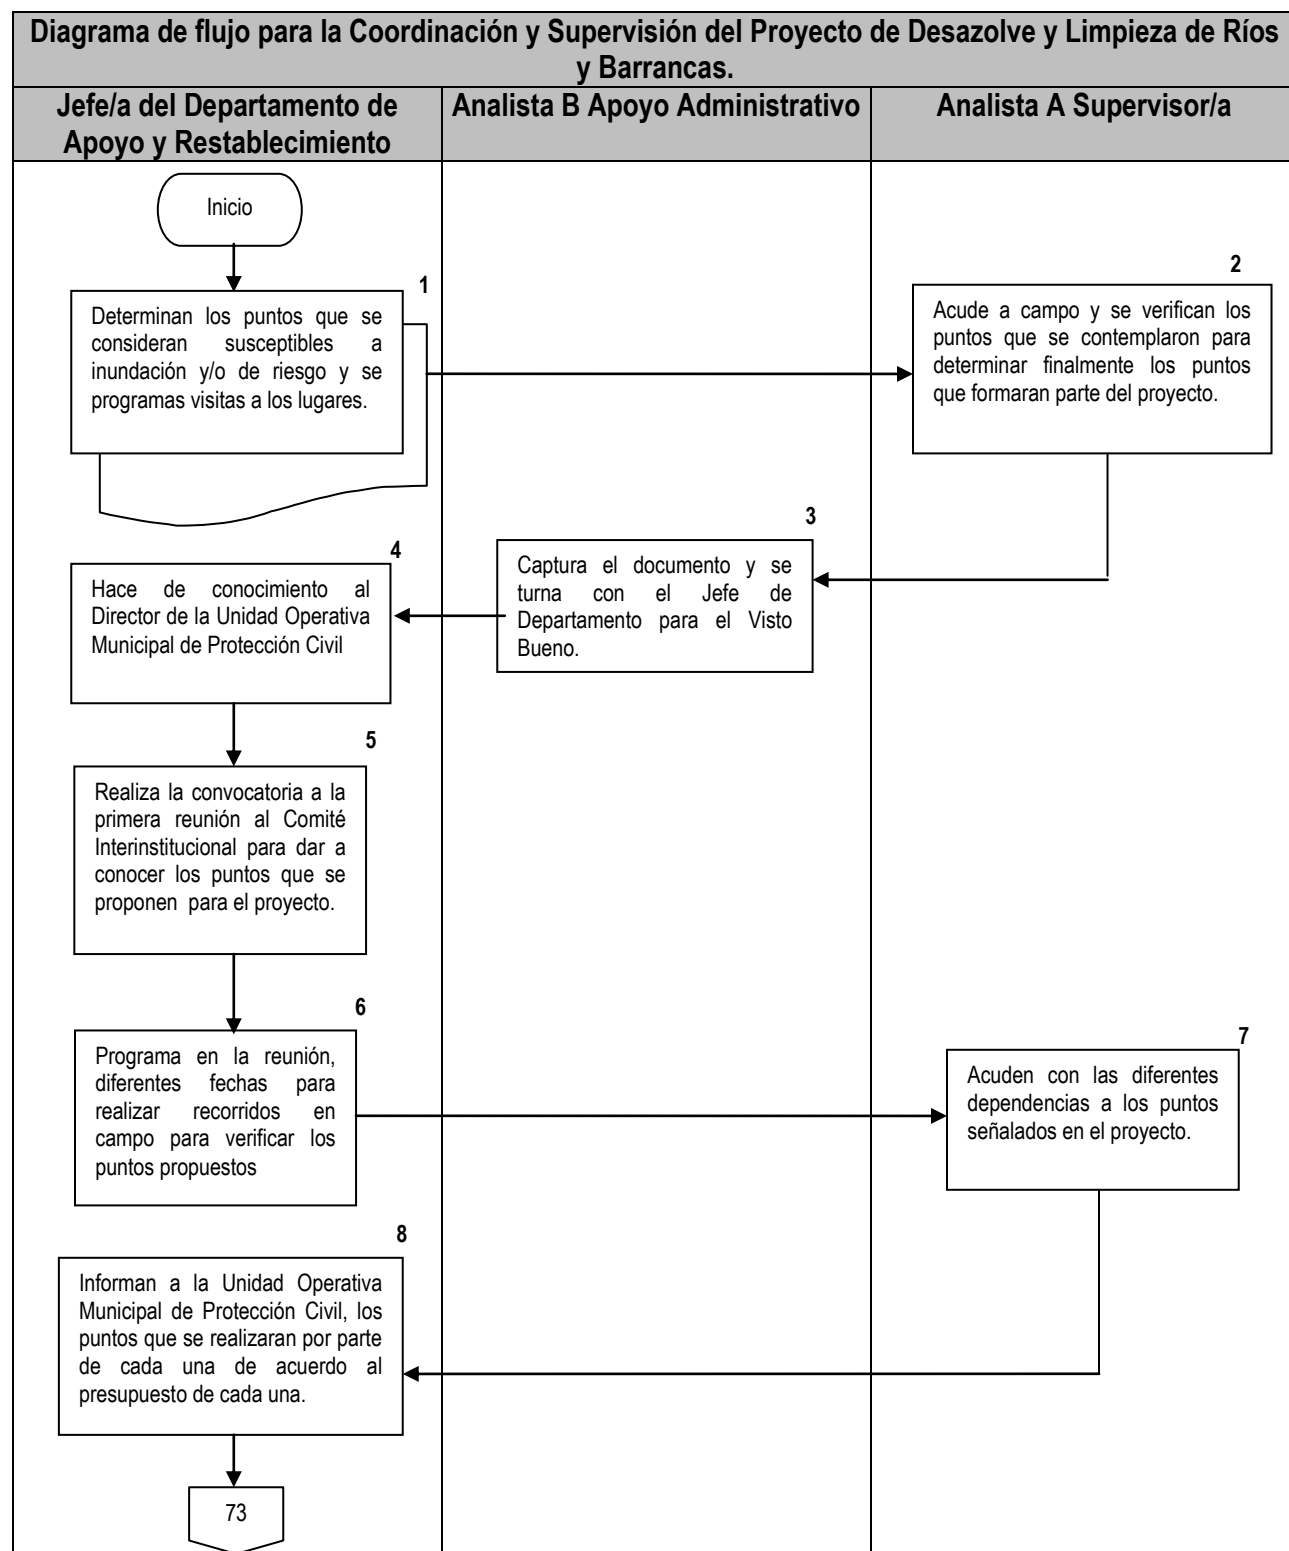 Diagrama de flujo para la Coordinación y Supervisión del Proyecto de Desazolve y Limpieza de Ríos
y Barrancas.
Jefe/a del Departamento de
Apoyo y Restablecimiento
Analista B Apoyo Administrativo
Analista A Supervisor/a
Inicio
1
Determinan los puntos que se
consideran susceptibles a
inundación y/o de riesgo y se
programas visitas a los lugares.
2
Acude a campo y se verifican los
puntos que se contemplaron para
determinar finalmente los puntos
que formaran parte del proyecto.
3
Captura el documento y se
turna con el Jefe de
Departamento para el Visto
Bueno.
4
Hace de conocimiento al
Director de la Unidad Operativa
Municipal de Protección Civil
5
Realiza la convocatoria a la
primera reunión al Comité
Interinstitucional para dar a
conocer los puntos que se
proponen para el proyecto.
6
Programa en la reunión,
diferentes fechas para
realizar recorridos en
campo para verificar los
puntos propuestos
7
Acuden con las diferentes
dependencias a los puntos
señalados en el proyecto.
8
Informan a la Unidad Operativa
Municipal de Protección Civil, los
puntos que se realizaran por parte
de cada una de acuerdo al
presupuesto de cada una.
73